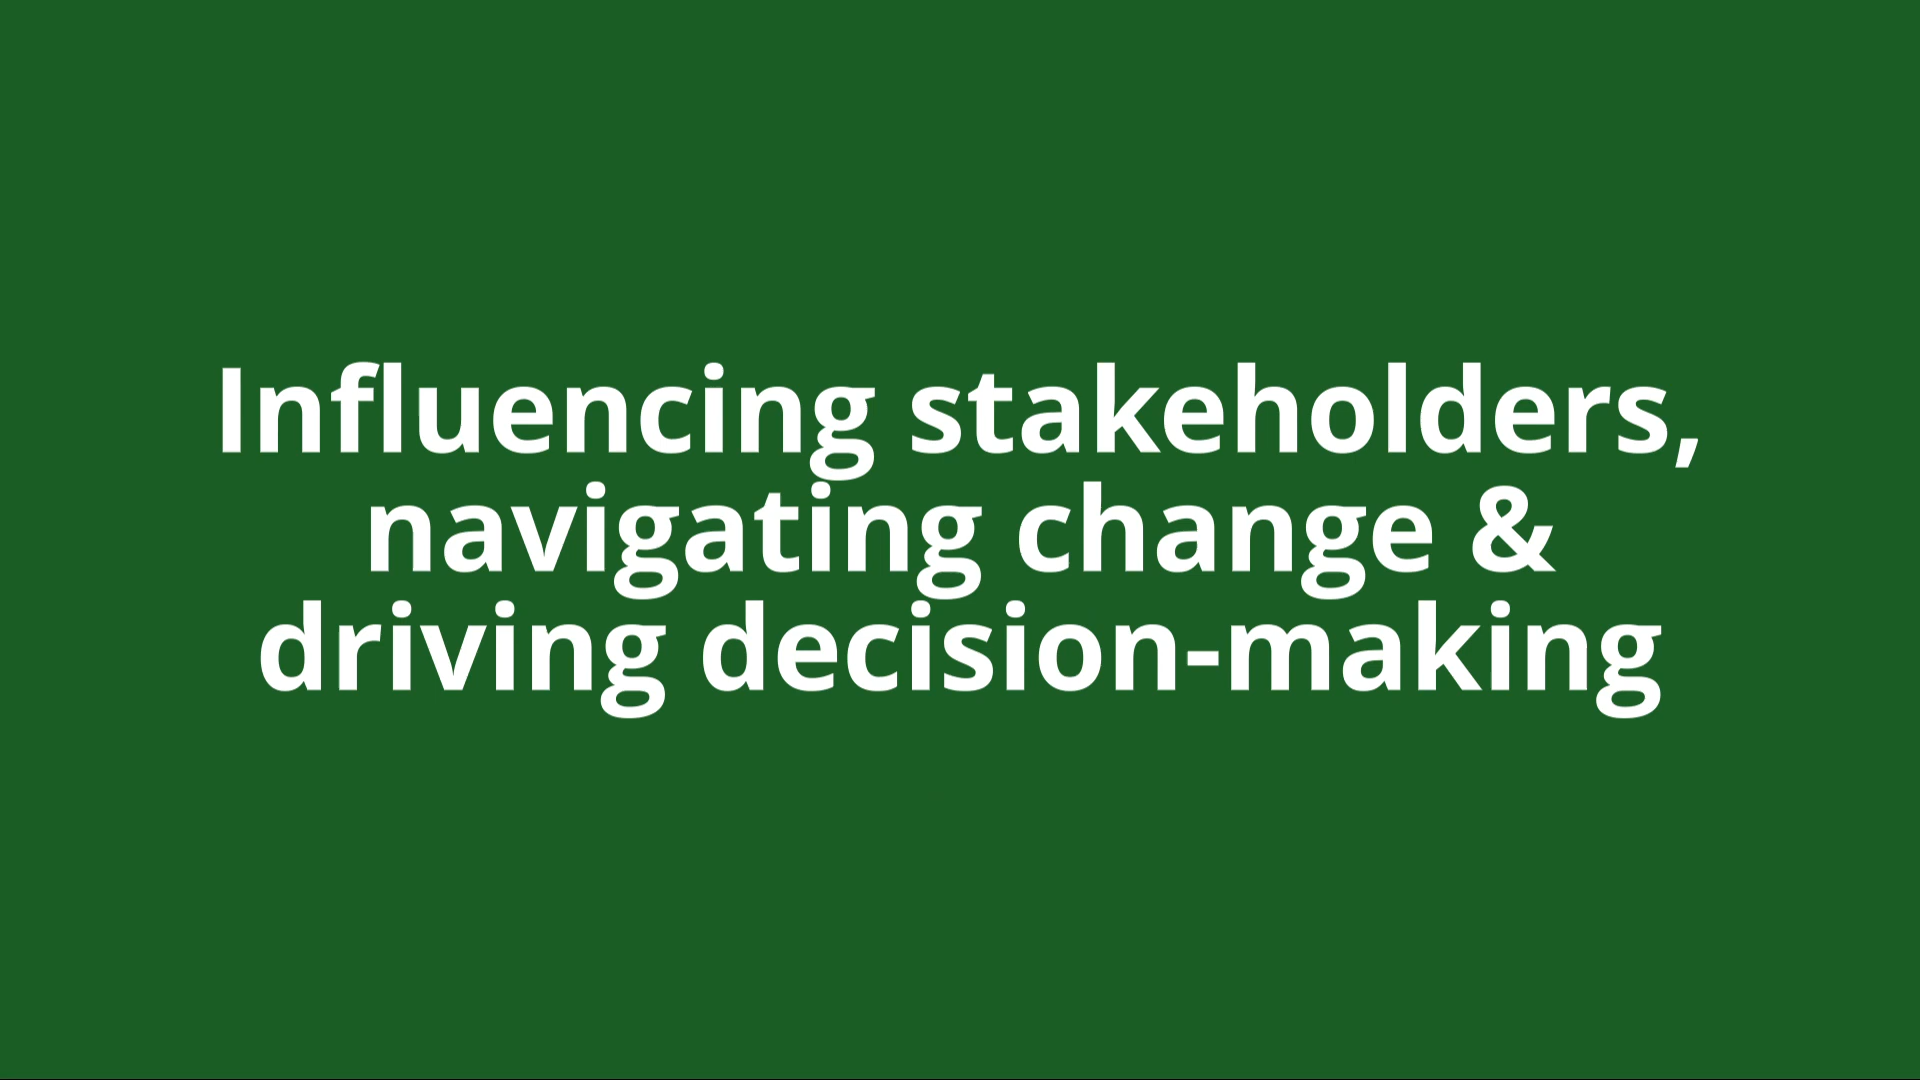 Influencing stakeholders,
navigating change &
driving decision-making